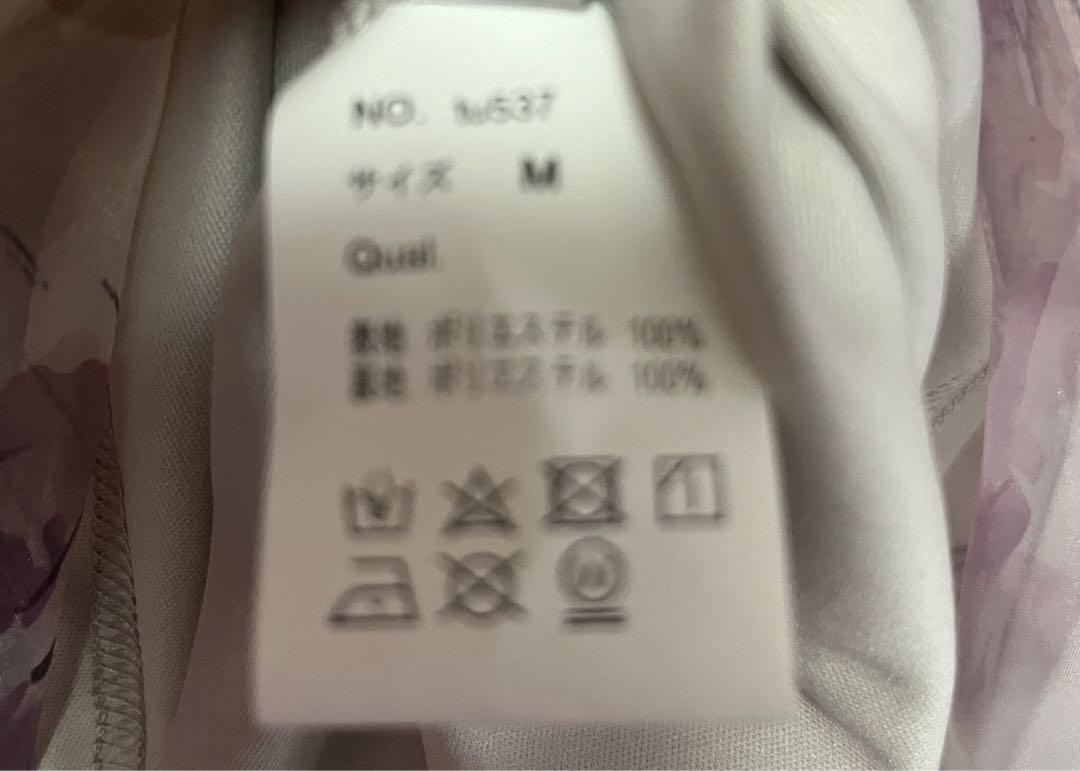 NO. fu537
サイズ M
Qual.
表地 ポリエステル 100%
裏地 ポリエステル 100%